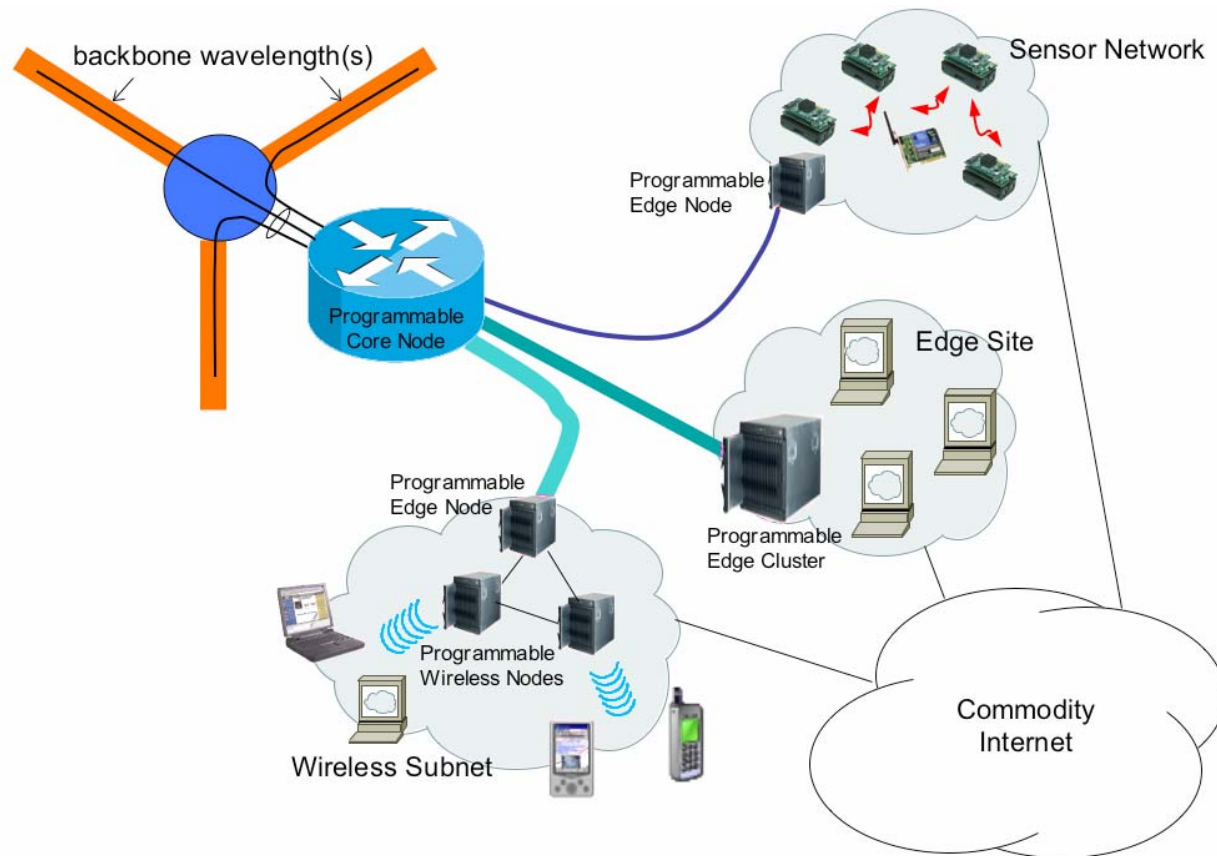 backbone wavelength(s)
Sensor Network
Programmable
Edge Node
Programmable
Core Node
Edge Site
Programmable
Edge Node
Programmable
Edge Cluster
Programmable
Wireless Nodes
Wireless Subnet
Commodity
Internet